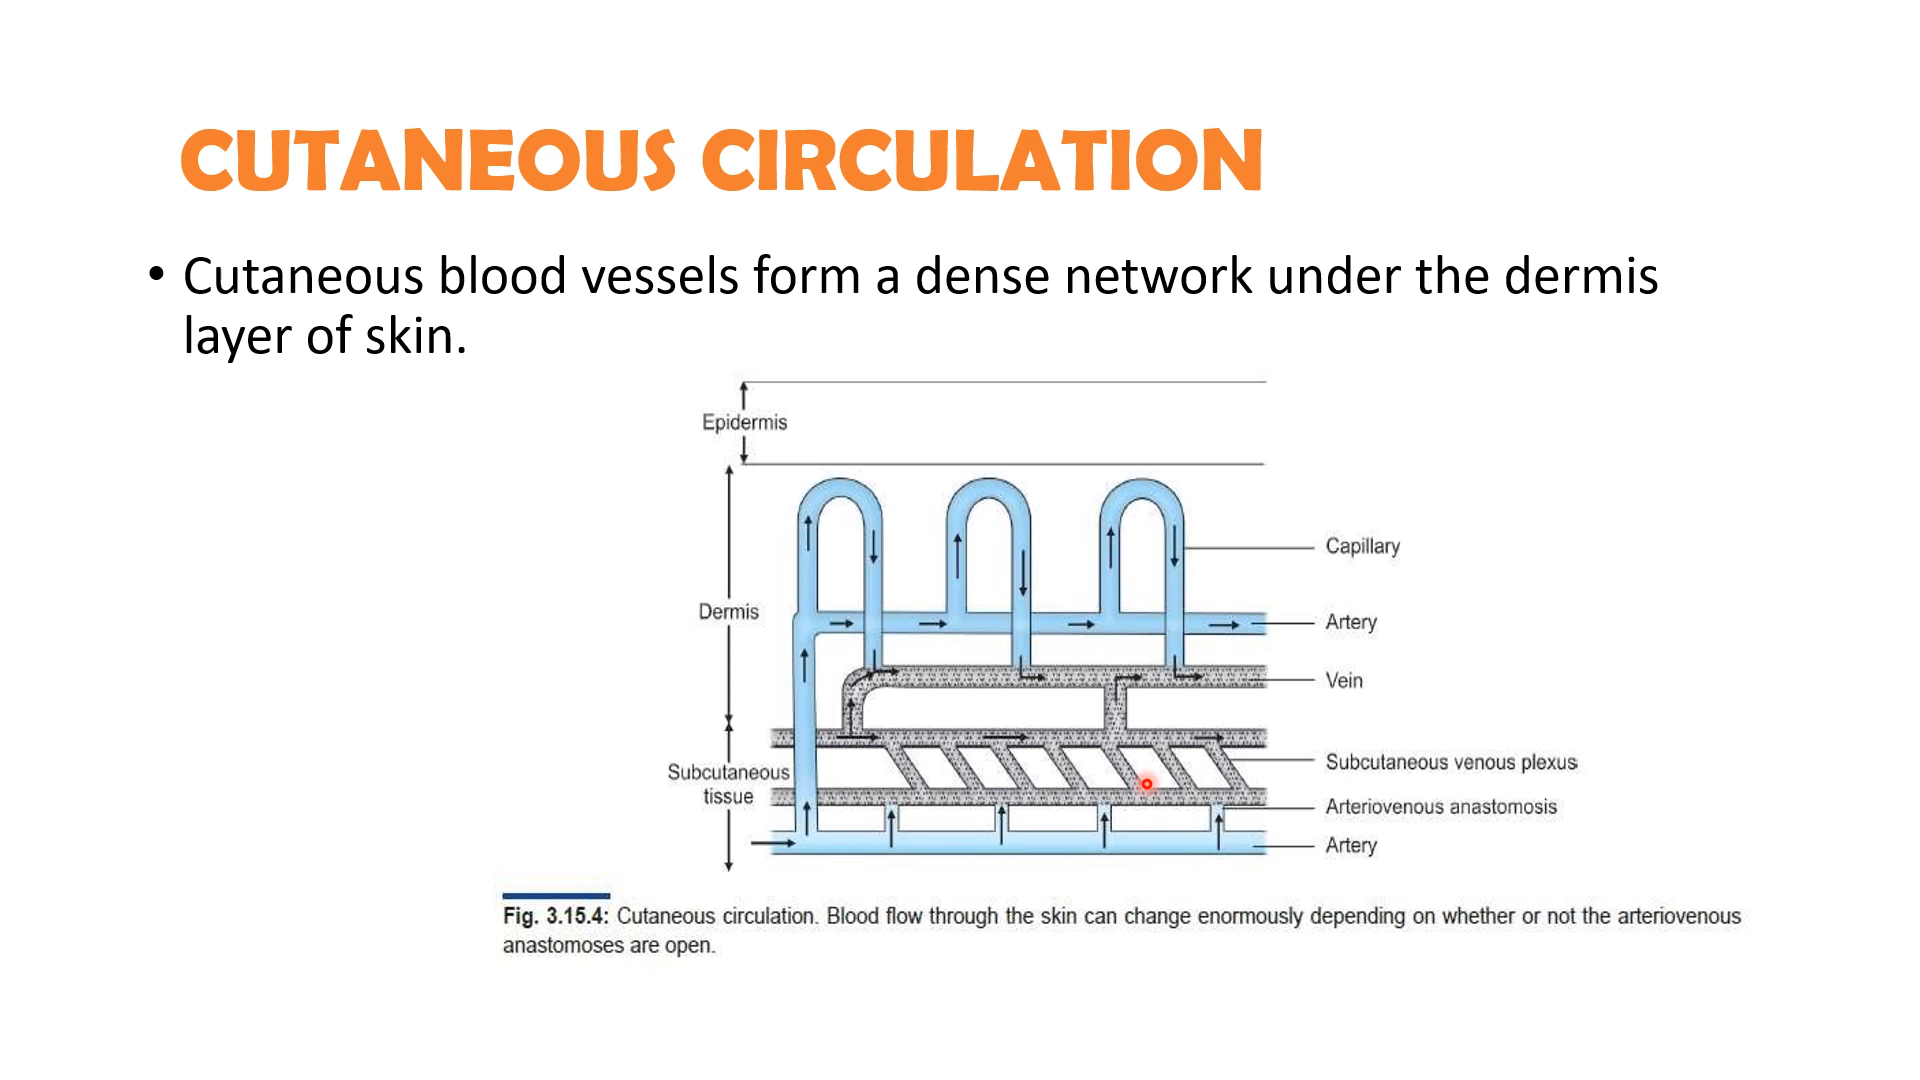 CUTANEOUS CIRCULATION
• Cutaneous blood vessels form a dense network under the dermis
layer of skin.
Epidermis
Capillary
Dermis
Artery
Vein
Subcutaneous
tissue
Subcutaneous venous plexus
Arteriovenous anastomosis
Artery
Fig. 3.15.4: Cutaneous circulation. Blood flow through the skin can change enormously depending on whether or not the arteriovenous
anastomoses are open.